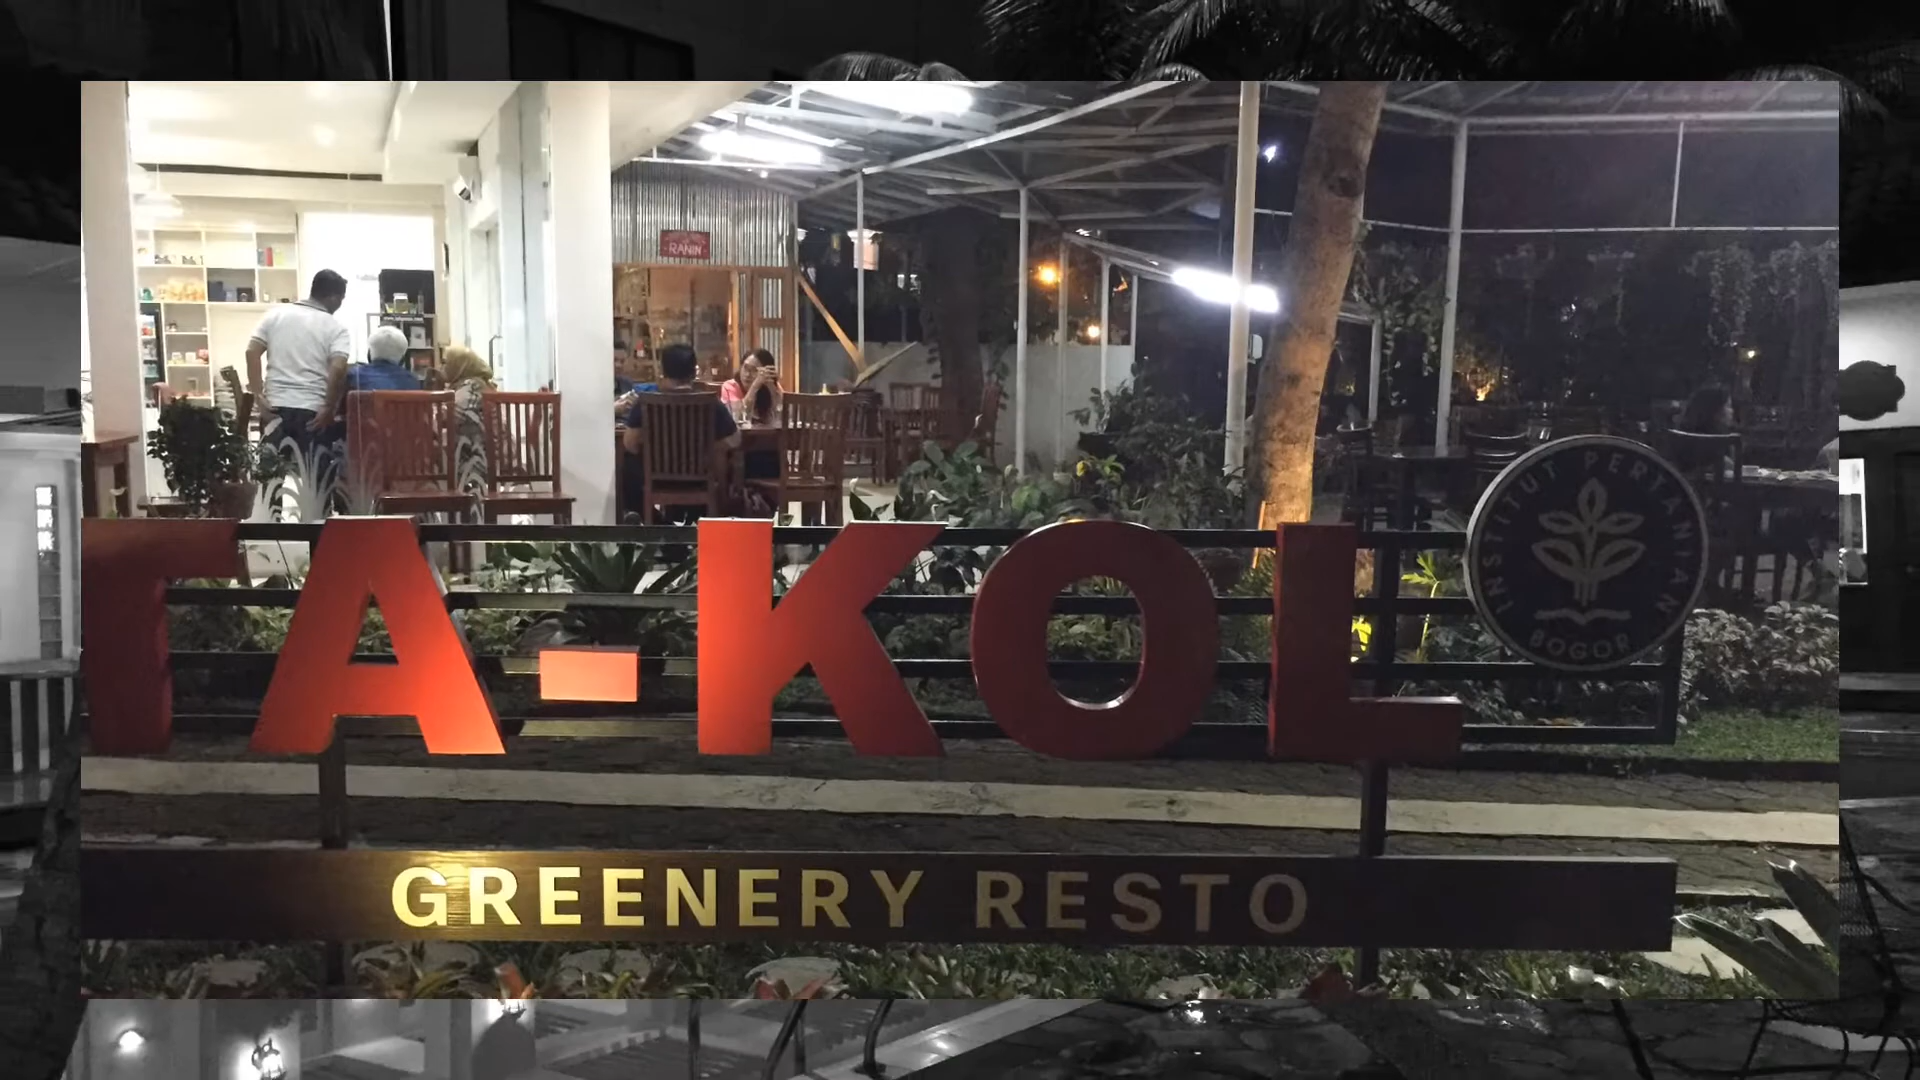 RANIN
TA-KOL
INSTITUT PERTANIAN
BOGOR
GREENERY RESTO